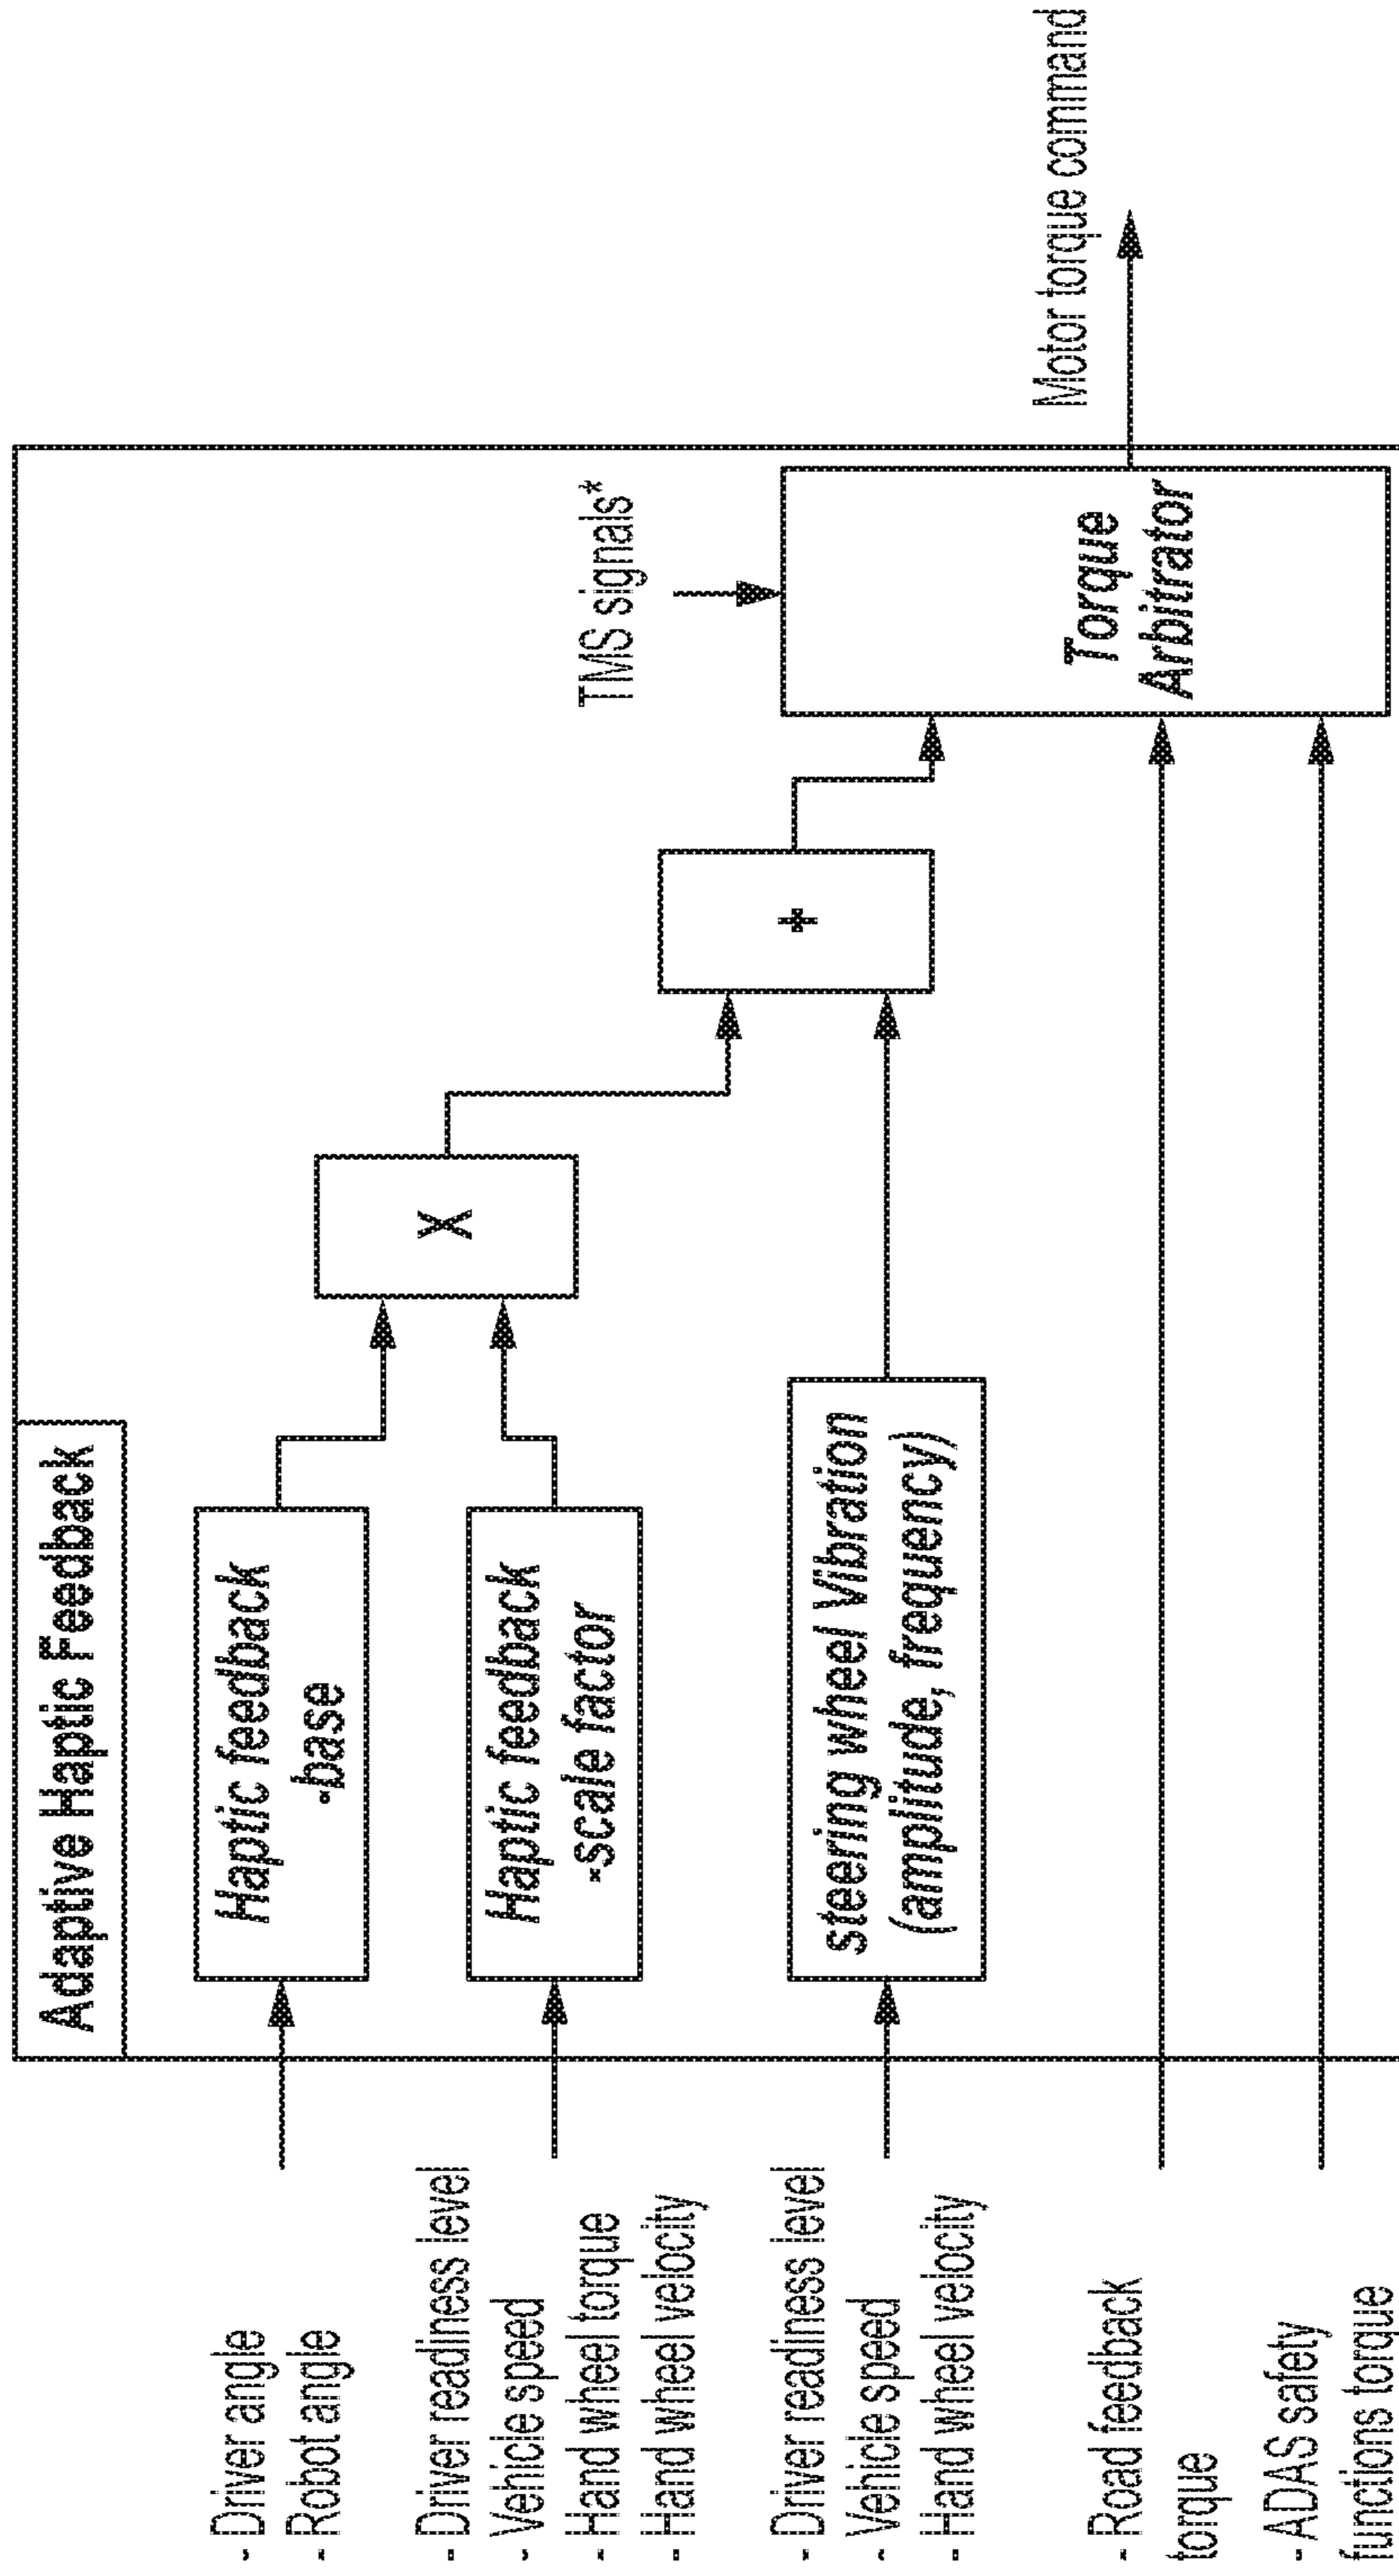 Adaptive Haptic Feedback
- Driver angle
- Robot angle
Haptic feedback
-base
- Driver readiness level
- Vehicle speed
- Hand wheel torque
- Hand wheel velocity
Haptic feedback
-scale factor
X
- Driver readiness level
- Vehicle speed
- Hand wheel velocity
steering wheel Vibration
(amplitude, frequency)
+
TMS signals*
- Road feedback
torque
- ADAS safety
functions torque
Torque
Arbitrator
Motor torque command